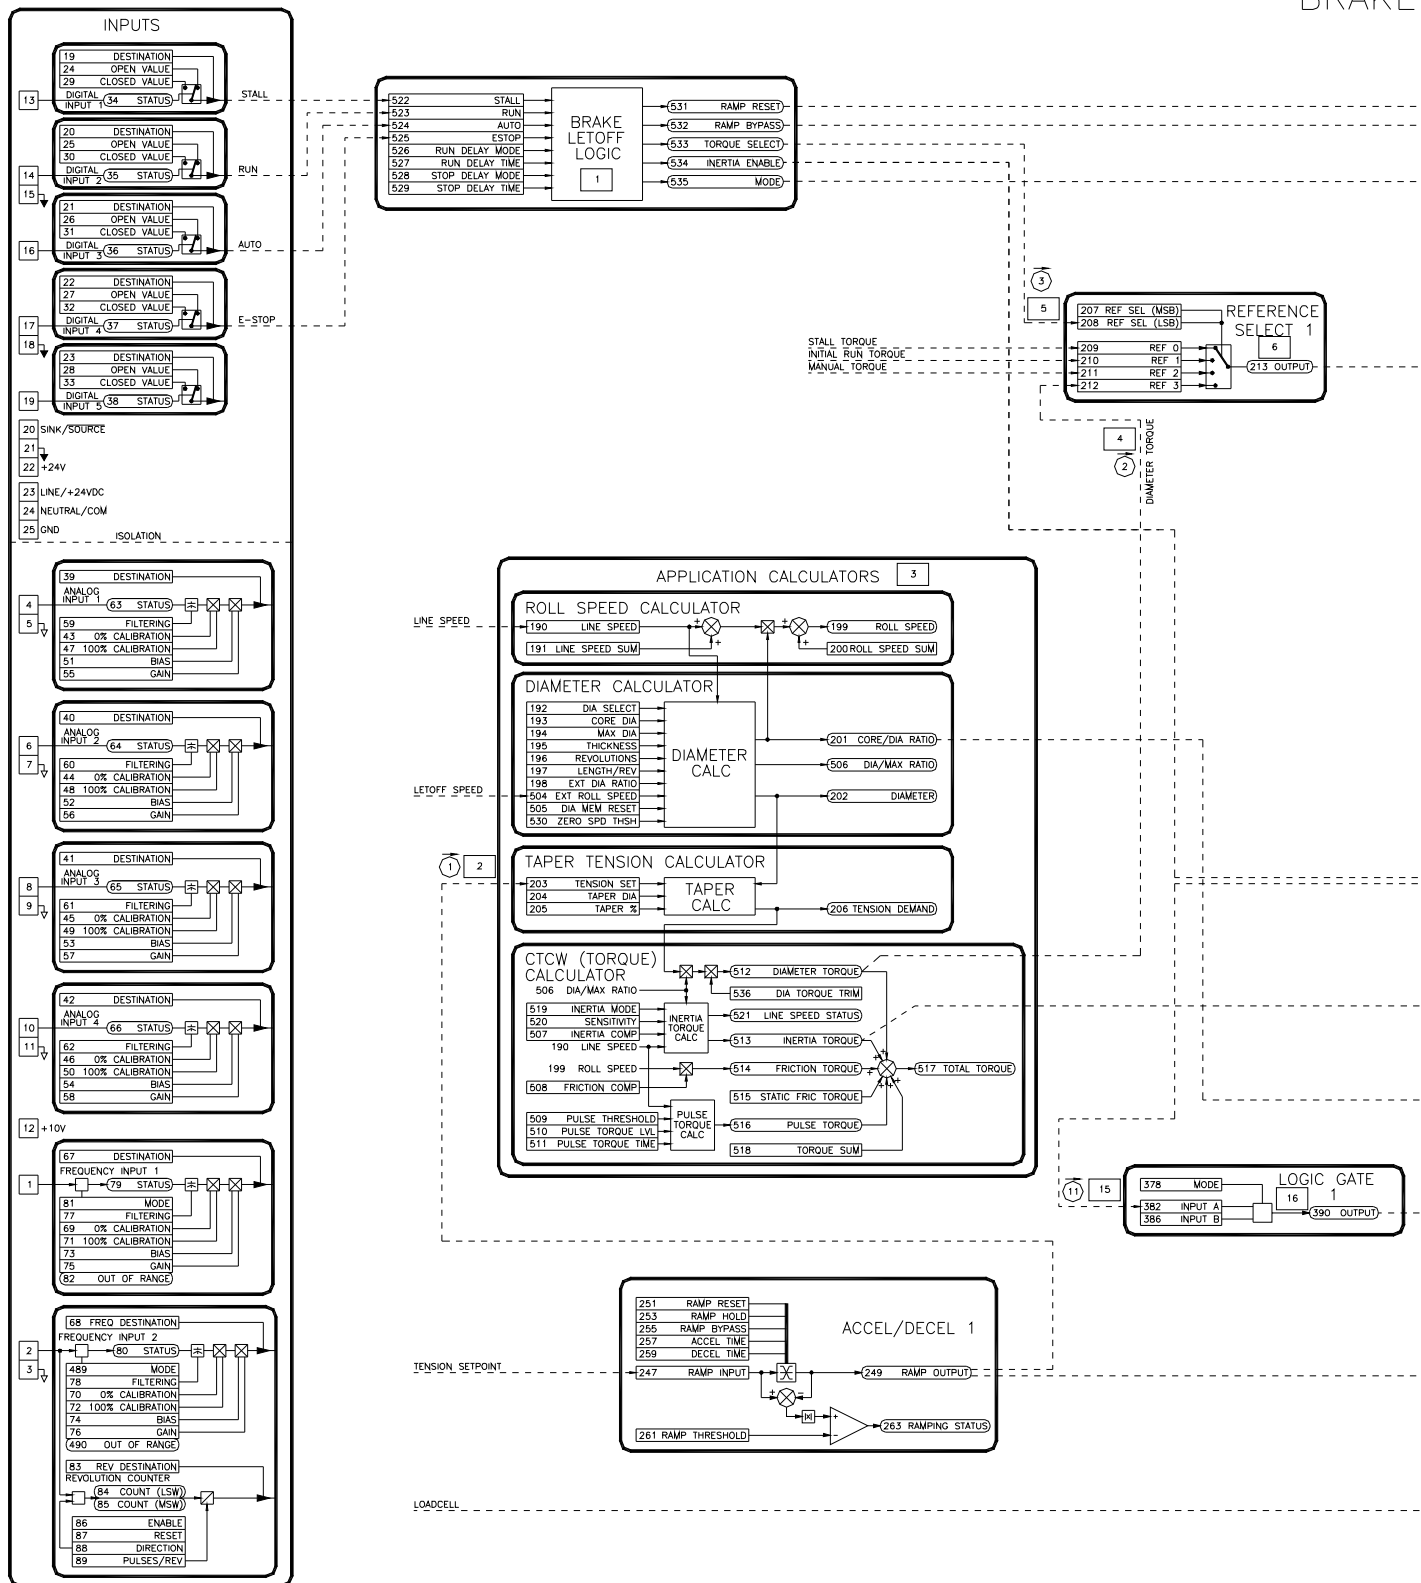 BRAKE
INPUTS
19 DESTINATION
24 OPEN VALUE
29 CLOSED VALUE
13 DIGITAL INPUT 1 34 STATUS STALL
20 DESTINATION
25 OPEN VALUE
30 CLOSED VALUE
14 DIGITAL INPUT 2 35 STATUS RUN
15
21 DESTINATION
26 OPEN VALUE
31 CLOSED VALUE
16 DIGITAL INPUT 3 36 STATUS AUTO
22 DESTINATION
27 OPEN VALUE
32 CLOSED VALUE
17 DIGITAL INPUT 4 37 STATUS E-STOP
18
23 DESTINATION
28 OPEN VALUE
33 CLOSED VALUE
19 DIGITAL INPUT 5 38 STATUS
20 SINK/SOURCE
21
22 +24V
23 LINE/+24VDC
24 NEUTRAL/COM
25 GND
ISOLATION
39 DESTINATION
ANALOG INPUT 1
4 63 STATUS
5
59 FILTERING
43 0% CALIBRATION
47 100% CALIBRATION
51 BIAS
55 GAIN
40 DESTINATION
ANALOG INPUT 2
6 64 STATUS
7
60 FILTERING
44 0% CALIBRATION
48 100% CALIBRATION
52 BIAS
56 GAIN
41 DESTINATION
ANALOG INPUT 3
8 65 STATUS
9
61 FILTERING
45 0% CALIBRATION
49 100% CALIBRATION
53 BIAS
57 GAIN
42 DESTINATION
ANALOG INPUT 4
10 66 STATUS
11
62 FILTERING
46 0% CALIBRATION
50 100% CALIBRATION
54 BIAS
58 GAIN
12 +10V
67 DESTINATION
FREQUENCY INPUT 1
1 79 STATUS
81 MODE
77 FILTERING
69 0% CALIBRATION
71 100% CALIBRATION
73 BIAS
75 GAIN
82 OUT OF RANGE
68 FREQ DESTINATION
FREQUENCY INPUT 2
2 80 STATUS
3
489 MODE
78 FILTERING
70 0% CALIBRATION
72 100% CALIBRATION
74 BIAS
76 GAIN
490 OUT OF RANGE
83 REV DESTINATION
REVOLUTION COUNTER
84 COUNT (LSW)
85 COUNT (MSW)
86 ENABLE
87 RESET
88 DIRECTION
89 PULSES/REV
522 STALL
523 RUN
524 AUTO
525 ESTOP
526 RUN DELAY MODE
527 RUN DELAY TIME
528 STOP DELAY MODE
529 STOP DELAY TIME
BRAKE
LETOFF
LOGIC
1
531 RAMP RESET
532 RAMP BYPASS
533 TORQUE SELECT
534 INERTIA ENABLE
535 MODE
3
5
207 REF SEL (MSB)
208 REF SEL (LSB)
REFERENCE
SELECT 1
6
STALL TORQUE
INITIAL RUN TORQUE
MANUAL TORQUE
209 REF 0
210 REF 1
211 REF 2
212 REF 3
213 OUTPUT
4
2
DIAMETER TORQUE
APPLICATION CALCULATORS 3
ROLL SPEED CALCULATOR
LINE SPEED
190 LINE SPEED
191 LINE SPEED SUM
+
+
+
+
199 ROLL SPEED
200 ROLL SPEED SUM
DIAMETER CALCULATOR
192 DIA SELECT
193 CORE DIA
194 MAX DIA
195 THICKNESS
196 REVOLUTIONS
197 LENGTH/REV
198 EXT DIA RATIO
LETOFF SPEED
504 EXT ROLL SPEED
505 DIA MEM RESET
530 ZERO SPD THSH
DIAMETER
CALC
201 CORE/DIA RATIO
506 DIA/MAX RATIO
202 DIAMETER
1
2
TAPER TENSION CALCULATOR
203 TENSION SET
204 TAPER DIA
205 TAPER %
TAPER
CALC
206 TENSION DEMAND
CTCW (TORQUE)
CALCULATOR
506 DIA/MAX RATIO
519 INERTIA MODE
520 SENSITIVITY
507 INERTIA COMP
190 LINE SPEED
INERTIA
TORQUE
CALC
199 ROLL SPEED
508 FRICTION COMP
509 PULSE THRESHOLD
510 PULSE TORQUE LVL
511 PULSE TORQUE TIME
PULSE
TORQUE
CALC
512 DIAMETER TORQUE
536 DIA TORQUE TRIM
521 LINE SPEED STATUS
513 INERTIA TORQUE
514 FRICTION TORQUE
515 STATIC FRIC TORQUE
516 PULSE TORQUE
518 TORQUE SUM
+
+
+
+
+
+
517 TOTAL TORQUE
11
15
378 MODE
382 INPUT A
386 INPUT B
LOGIC GATE
1
16
390 OUTPUT
251 RAMP RESET
253 RAMP HOLD
255 RAMP BYPASS
257 ACCEL TIME
259 DECEL TIME
ACCEL/DECEL 1
TENSION SETPOINT
247 RAMP INPUT
249 RAMP OUTPUT
+
-
|X|
+
-
263 RAMPING STATUS
261 RAMP THRESHOLD
LOADCELL